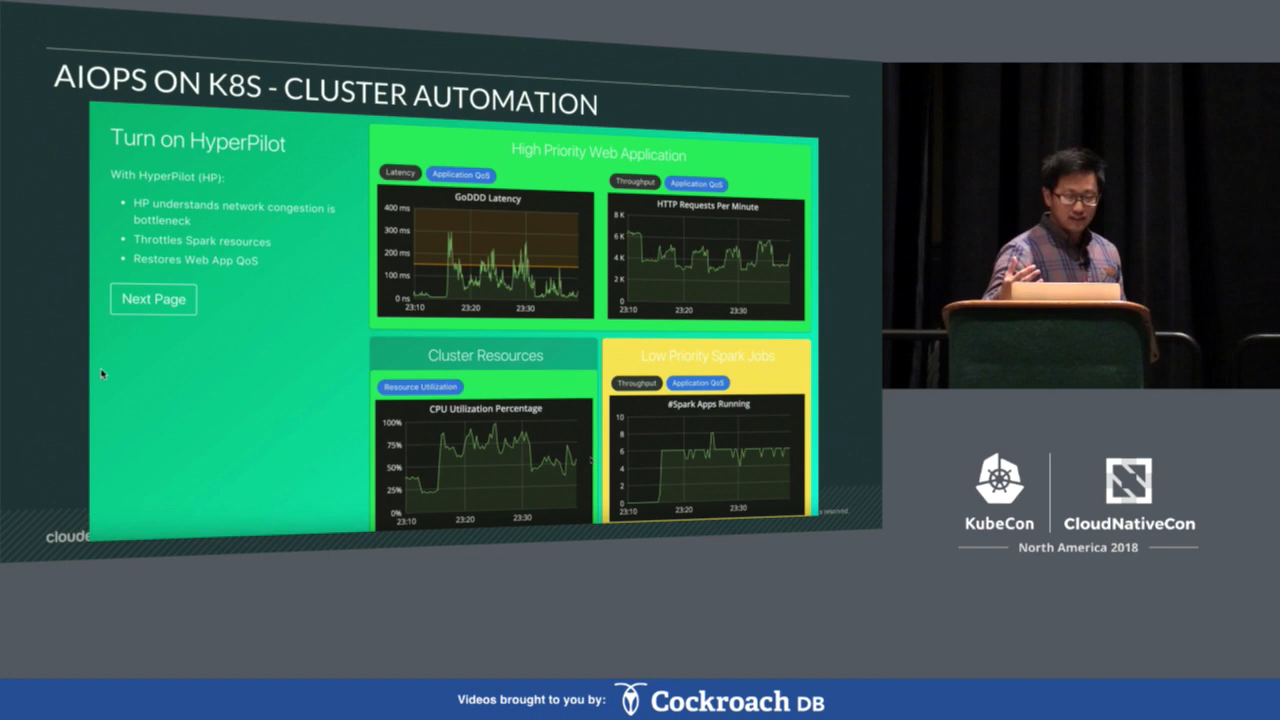 AIOPS ON K8S - CLUSTER AUTOMATION
Turn on HyperPilot
With HyperPilot (HP):
• HP understands network congestion is
bottleneck
• Throttles Spark resources
• Restores Web App QoS
Next Page
High Priority Web Application
Latency
Application QoS
GoDDD Latency
400 ms
300 ms
200 ms
100 ms
0 ns
23:10
23:20
23:30
Throughput
Application QoS
HTTP Requests Per Minute
8 K
6 K
4 K
2 K
0
23:10
23:20
23:30
Cluster Resources
Resource Utilization
CPU Utilization Percentage
100%
75%
50%
25%
0%
23:10
23:20
23:30
Low Priority Spark Jobs
Throughput
Application QoS
#Spark Apps Running
10
8
6
4
2
0
23:10
23:20
23:30
cloude
reserved.
KubeCon
CloudNativeCon
North America 2018
Videos brought to you by:
Cockroach DB